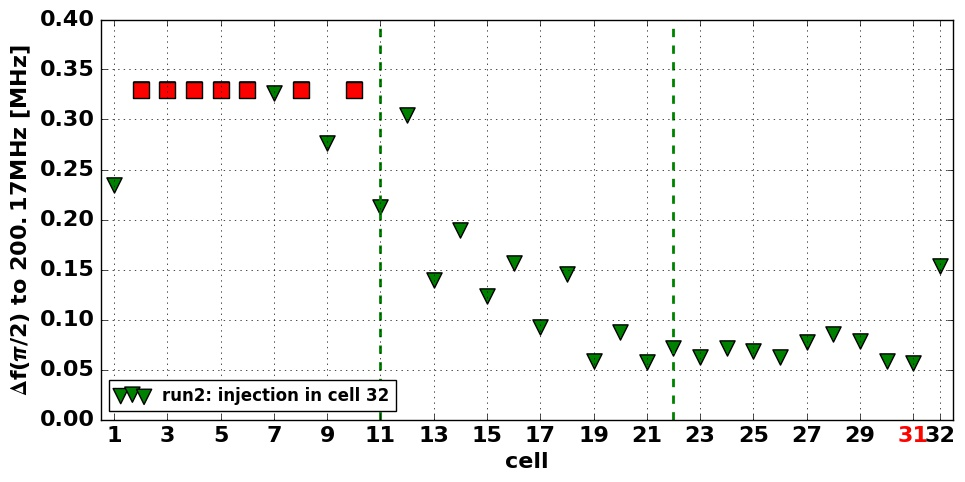 0.40
0.35
0.30
0.25
0.20
0.15
0.10
0.05
0.00
Δf(π/2) to 200.17MHz [MHz]
run2: injection in cell 32
1 3 5 7 9 11 13 15 17 19 21 23 25 27 29 31 32
cell